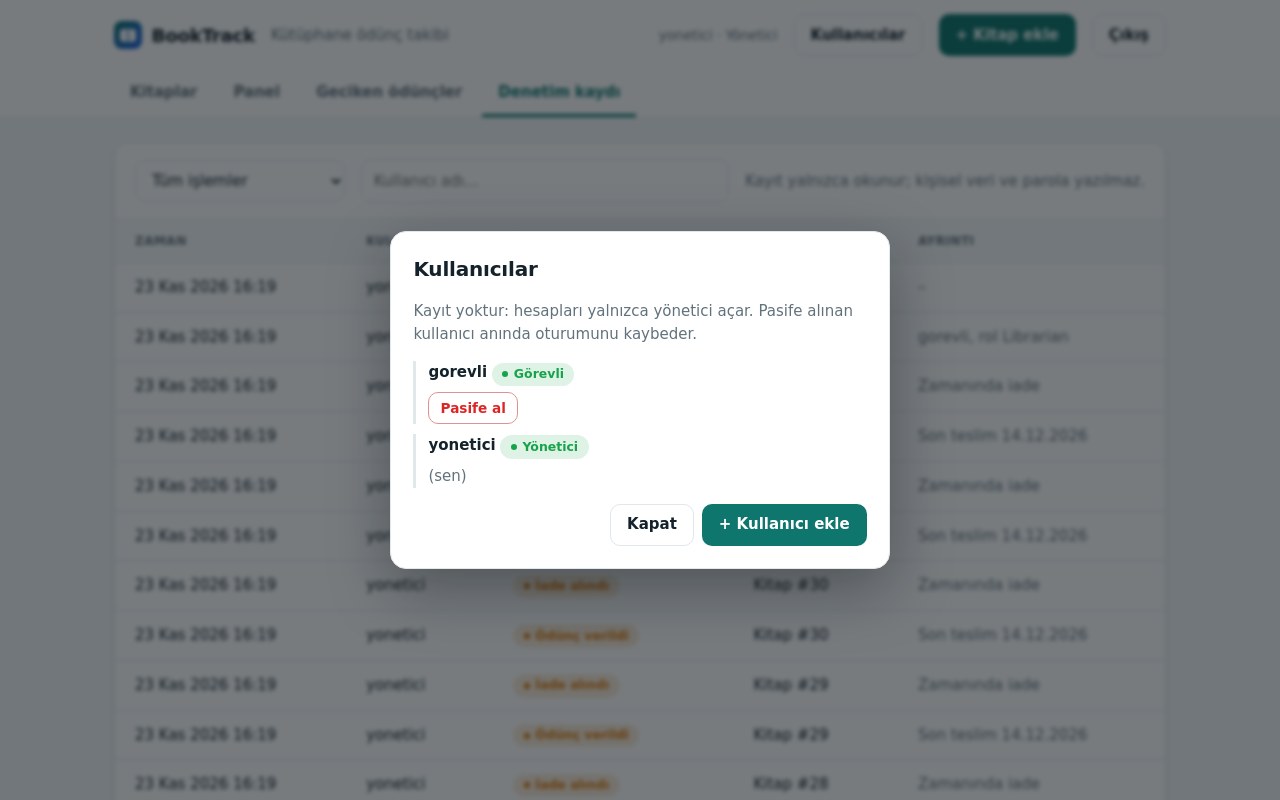 BookTrack Kütüphane ödünç takibi yonetici · Yönetici Kullanıcılar + Kitap ekle Çıkış
Kitaplar Panel Geciken ödünçler Denetim kaydı
Tüm işlemler Kullanıcı adı... Kayıt yalnızca okunur; kişisel veri ve parola yazılmaz.
ZAMAN AYRINTI
Kullanıcılar
Kayıt yoktur: hesapları yalnızca yönetici açar. Pasife alınan
kullanıcı anında oturumunu kaybeder.
gorevli Görevli
Pasife al
yonetici Yönetici
(sen)
Kapat + Kullanıcı ekle
23 Kas 2026 16:19 –
23 Kas 2026 16:19 gorevli, rol Librarian
23 Kas 2026 16:19 Zamanında iade
23 Kas 2026 16:19 Son teslim 14.12.2026
23 Kas 2026 16:19 Zamanında iade
23 Kas 2026 16:19 Son teslim 14.12.2026
23 Kas 2026 16:19 yonetici İade alındı Kitap #30 Zamanında iade
23 Kas 2026 16:19 yonetici Ödünç verildi Kitap #30 Son teslim 14.12.2026
23 Kas 2026 16:19 yonetici İade alındı Kitap #29 Zamanında iade
23 Kas 2026 16:19 yonetici Ödünç verildi Kitap #29 Son teslim 14.12.2026
23 Kas 2026 16:19 yonetici İade alındı Kitap #28 Zamanında iade